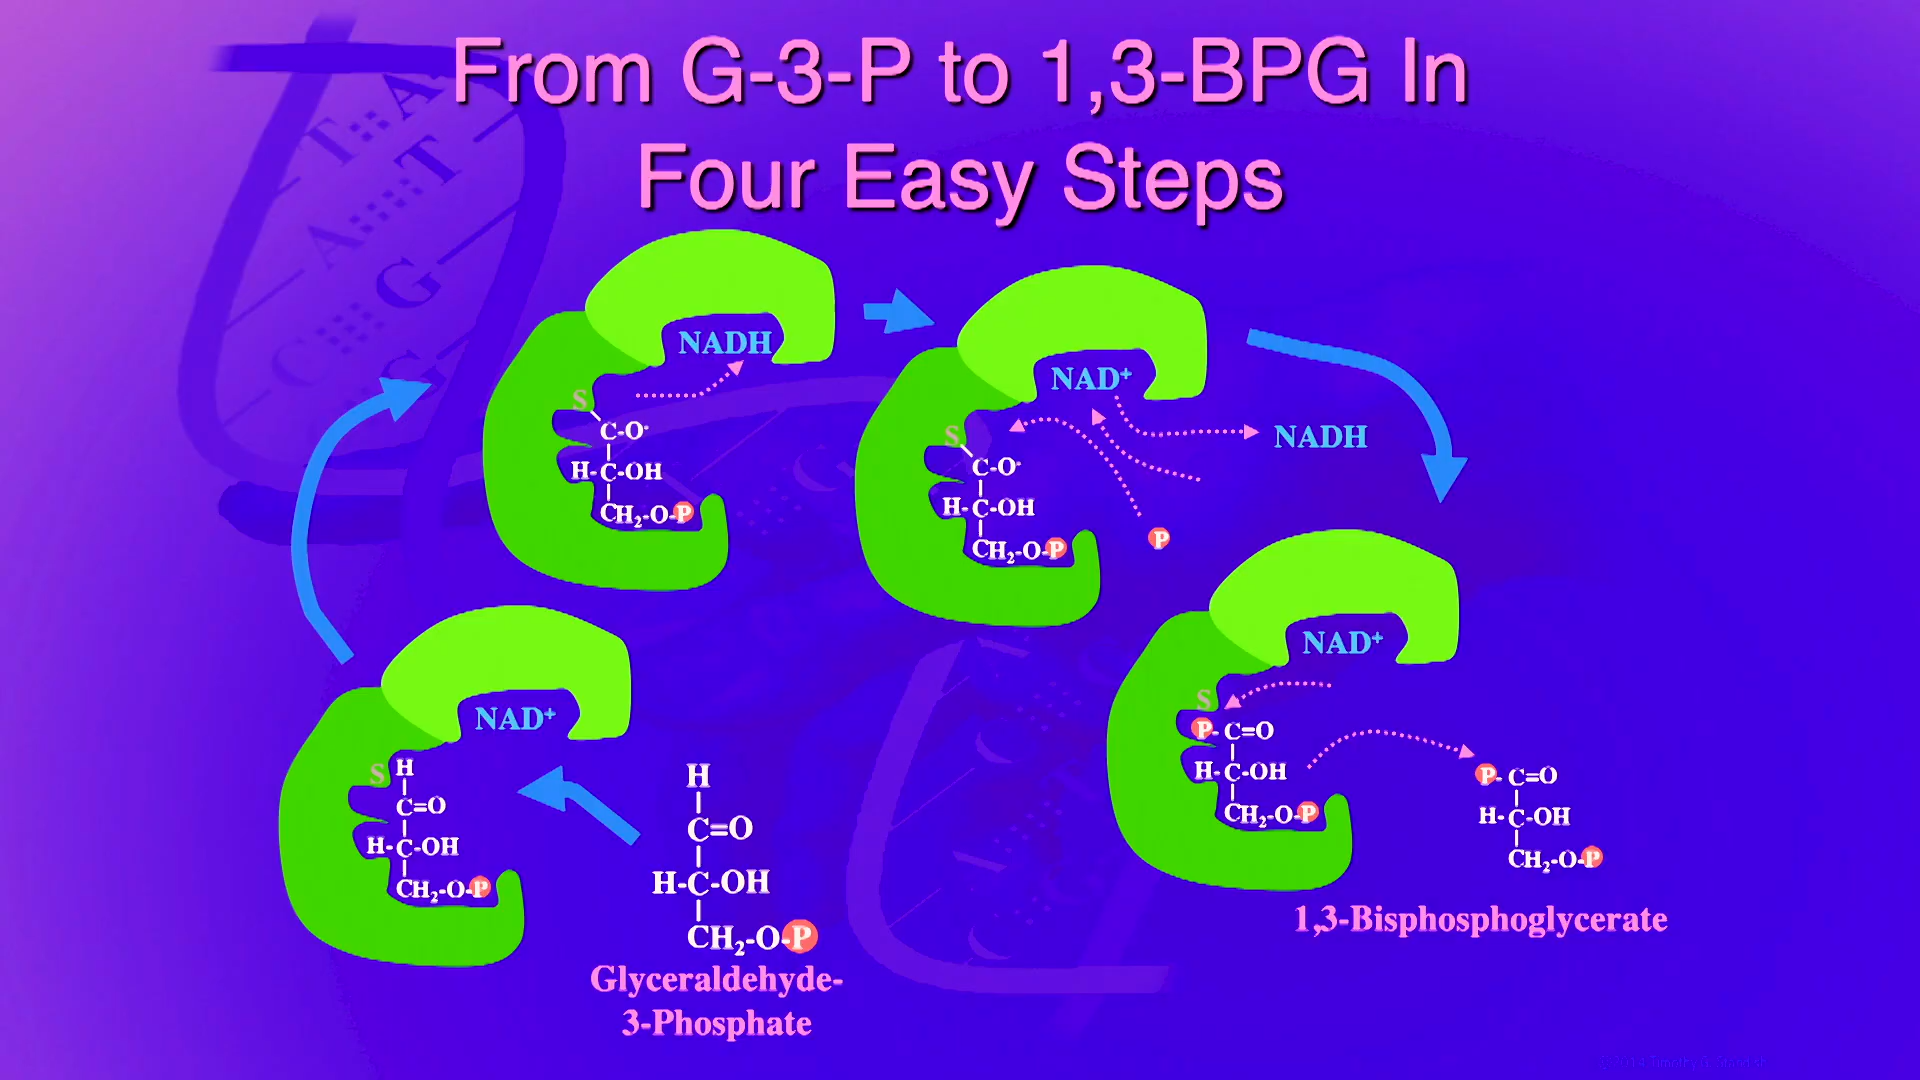 From G-3-P to 1,3-BPG In
Four Easy Steps
NADH
S
C-O-
H-C-OH
CH2-O-P
NAD+
NADH
S
C-O-
H-C-OH
CH2-O-P
P
NAD+
S
P-C=O
H-C-OH
CH2-O-P
P-C=O
H-C-OH
CH2-O-P
1,3-Bisphosphoglycerate
NAD+
S H
C=O
H-C-OH
CH2-O-P
H
C=O
H-C-OH
CH2-O-P
Glyceraldehyde-
3-Phosphate
T A
T
A
G
C
G